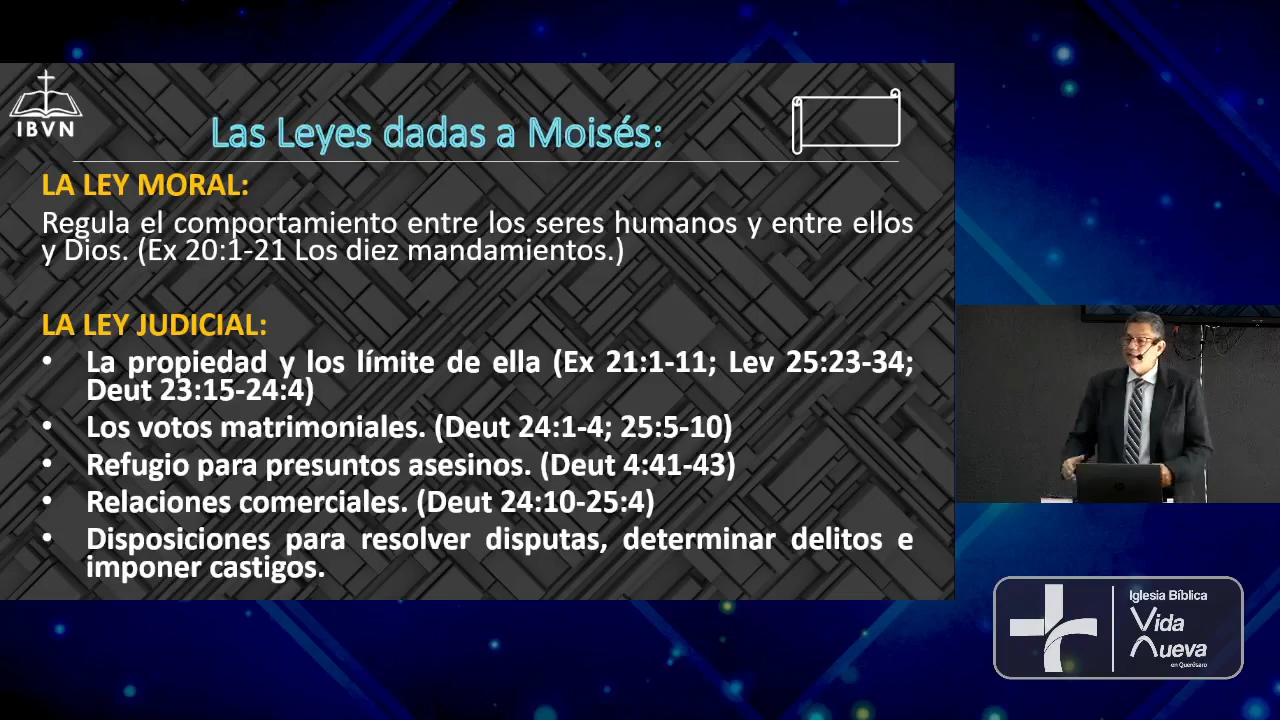 IBVN
Las Leyes dadas a Moisés:
LA LEY MORAL:
Regula el comportamiento entre los seres humanos y entre ellos
y Dios. (Ex 20:1-21 Los diez mandamientos.)
LA LEY JUDICIAL:
• La propiedad y los límite de ella (Ex 21:1-11; Lev 25:23-34;
Deut 23:15-24:4)
• Los votos matrimoniales. (Deut 24:1-4; 25:5-10)
• Refugio para presuntos asesinos. (Deut 4:41-43)
• Relaciones comerciales. (Deut 24:10-25:4)
• Disposiciones para resolver disputas, determinar delitos e
imponer castigos.
Iglesia Bíblica
Vida
Nueva
en Querétaro